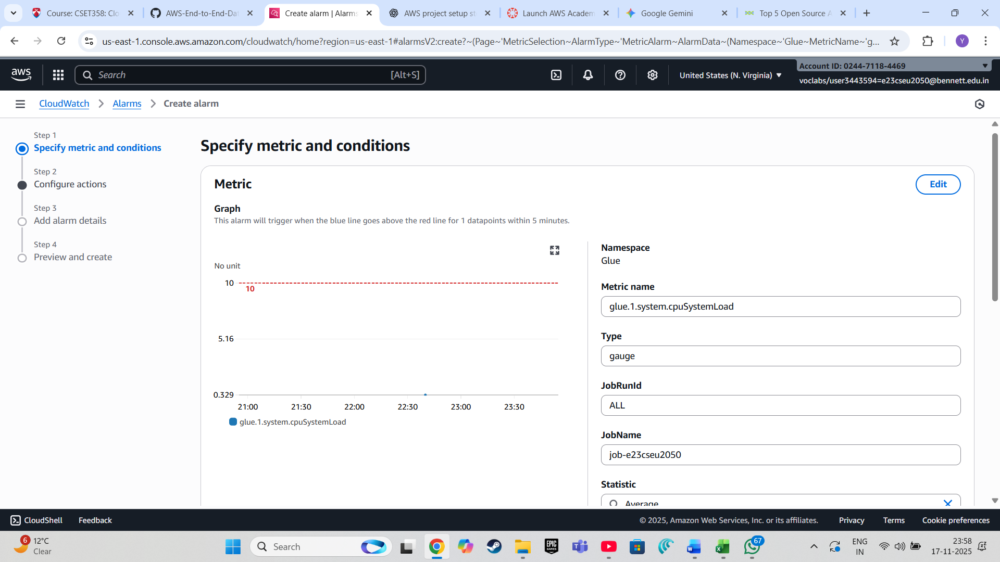 Course: CSET358: Clo
AWS-End-to-End-Dat
Create alarm | Alarms
AWS project setup st
Launch AWS Academ
Google Gemini
Top 5 Open Source A
us-east-1.console.aws.amazon.com/cloudwatch/home?region=us-east-1#alarmsV2:create?~(Page~'MetricSelection~AlarmType~'MetricAlarm~AlarmData~(Namespace~'Glue~MetricName~'g...
Y
aws
Search
[Alt+S]
United States (N. Virginia)
Account ID: 0244-7118-4469
voclabs/user3443594=e23cseu2050@bennett.edu.in
CloudWatch
Alarms
Create alarm
Step 1
Specify metric and conditions
Step 2
Configure actions
Step 3
Add alarm details
Step 4
Preview and create
Specify metric and conditions
Metric
Edit
Graph
This alarm will trigger when the blue line goes above the red line for 1 datapoints within 5 minutes.
No unit
10
10
5.16
0.329
21:00
21:30
22:00
22:30
23:00
23:30
glue.1.system.cpuSystemLoad
Namespace
Glue
Metric name
glue.1.system.cpuSystemLoad
Type
gauge
JobRunId
ALL
JobName
job-e23cseu2050
Statistic
Average
CloudShell
Feedback
© 2025, Amazon Web Services, Inc. or its affiliates.
Privacy
Terms
Cookie preferences
6
12°C
Clear
Search
EPIC
GAMES
67
ENG
IN
23:58
17-11-2025